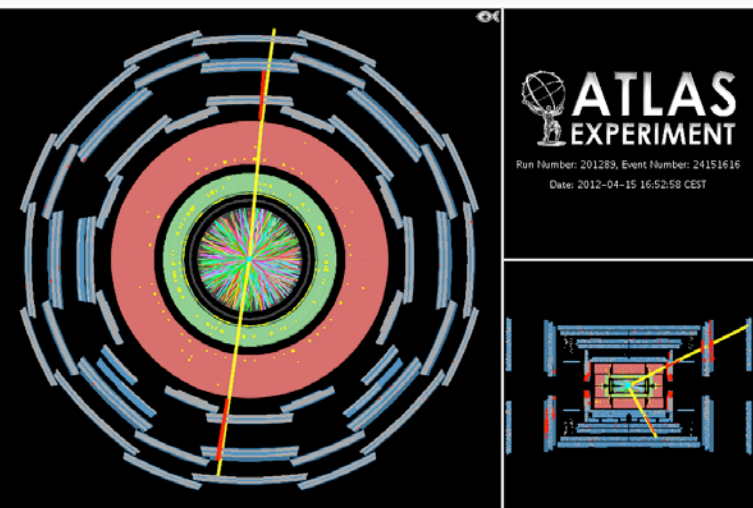 ATLAS
EXPERIMENT
Run Number: 201289, Event Number: 24151616
Date: 2012-04-15 16:52:58 CEST